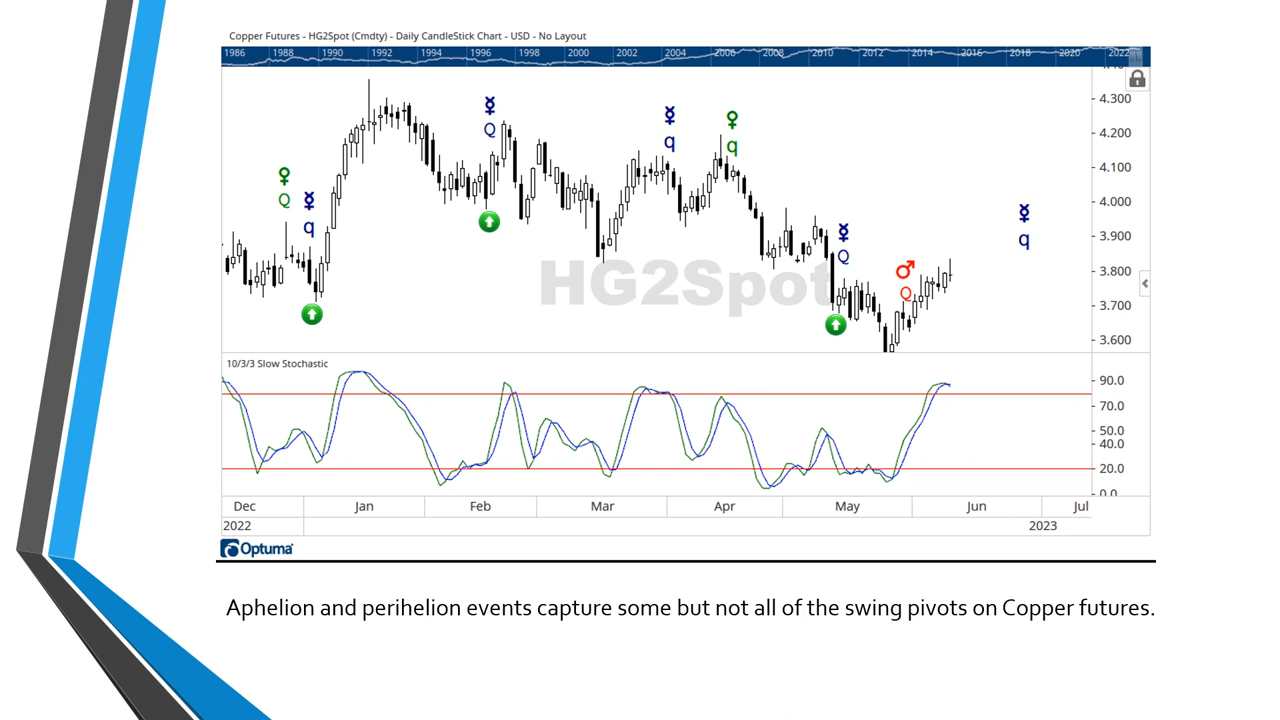 Copper Futures - HG2Spot (Cmdty) - Daily CandleStick Chart - USD - No Layout
1986 1988 1990 1992 1994 1996 1998 2000 2002 2004 2006 2008 2010 2012 2014 2016 2018 2020 2022
4.300
☿ ♀
4.200
Q q q
4.100
♀
Q 4.000
☿ ☿
q q
3.900
☿
Q
HG2Spot
♂ 3.800
Q
3.700
3.600
10/3/3 Slow Stochastic
90.0
70.0
50.0
40.0
20.0
0.0
Dec Jan Feb Mar Apr May Jun Jul
2022 2023
Optuma
Aphelion and perihelion events capture some but not all of the swing pivots on Copper futures.